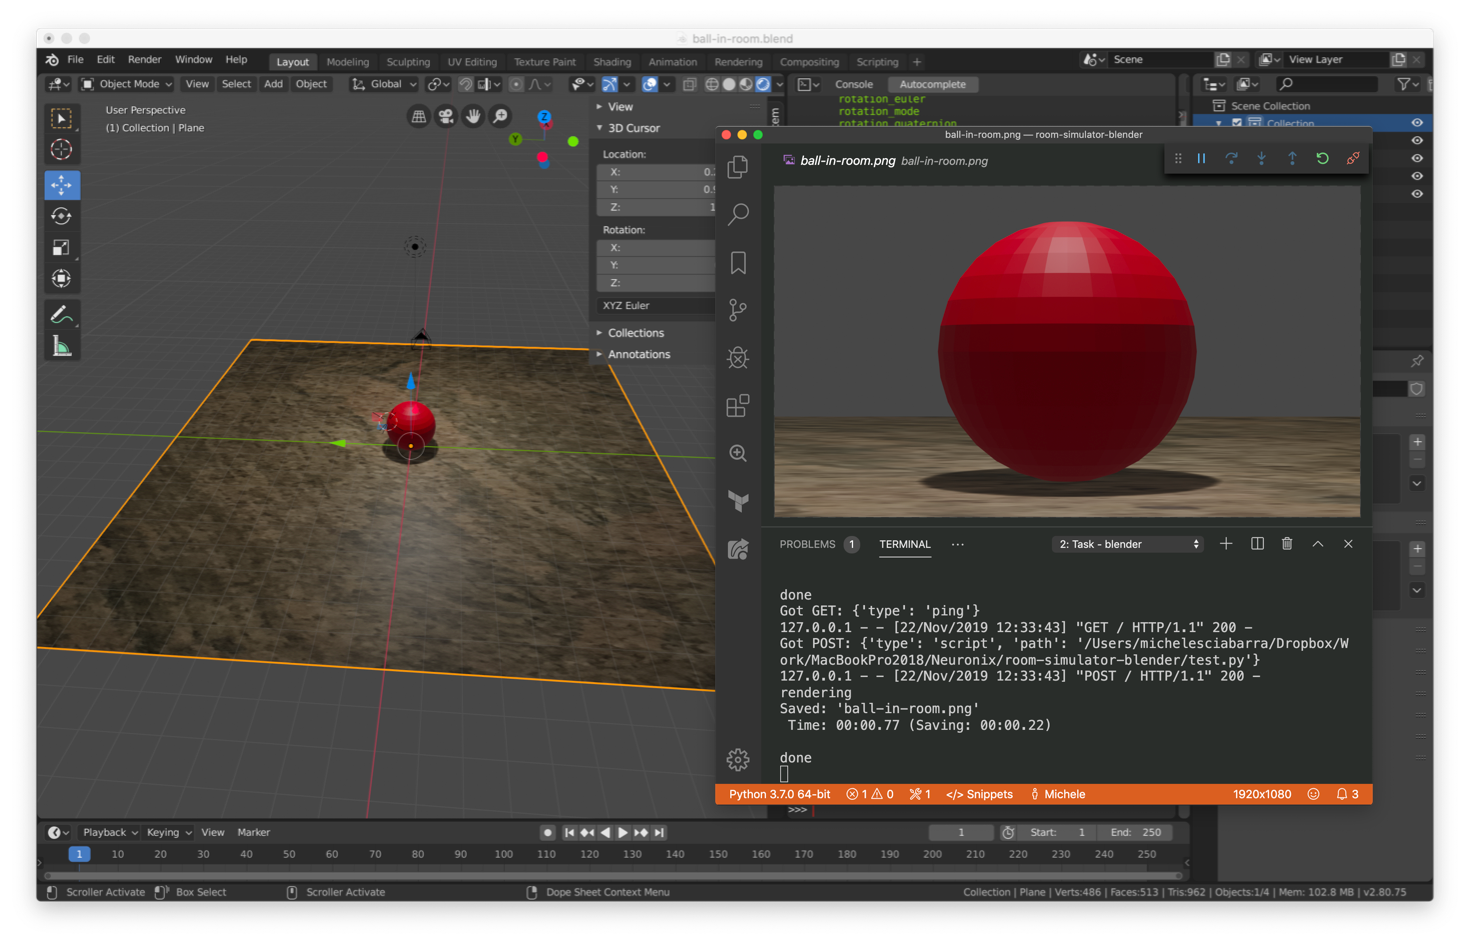 ball-in-room.blend
File Edit Render Window Help
Layout Modeling Sculpting UV Editing Texture Paint Shading Animation Rendering Compositing Scripting +
Scene
View Layer
Object Mode View Select Add Object Global
Console Autocomplete
User Perspective
(1) Collection | Plane
Z
Y
View
3D Cursor
Location:
X: 0.
Y: 0.
Z: 1
Rotation:
X:
Y:
Z:
XYZ Euler
Collections
Annotations
rotation_euler
rotation_mode
rotation_quaternion
Scene Collection
Collection
ball-in-room.png — room-simulator-blender
ball-in-room.png ball-in-room.png
PROBLEMS 1 TERMINAL ···
2: Task - blender
done
Got GET: {'type': 'ping'}
127.0.0.1 - - [22/Nov/2019 12:33:43] "GET / HTTP/1.1" 200 -
Got POST: {'type': 'script', 'path': '/Users/michelesciabarra/Dropbox/W
ork/MacBookPro2018/Neuronix/room-simulator-blender/test.py'}
127.0.0.1 - - [22/Nov/2019 12:33:43] "POST / HTTP/1.1" 200 -
rendering
Saved: 'ball-in-room.png'
Time: 00:00.77 (Saving: 00:00.22)
done
Python 3.7.0 64-bit 1 0 1 </> Snippets Michele 1920x1080 3
>>>
Playback Keying View Marker
1 Start: 1 End: 250
1 10 20 30 40 50 60 70 80 90 100 110 120 130 140 150 160 170 180 190 200 210 220 230 240 250
Scroller Activate Box Select Scroller Activate Dope Sheet Context Menu
Collection | Plane | Verts:486 | Faces:513 | Tris:962 | Objects:1/4 | Mem: 102.8 MB | v2.80.75